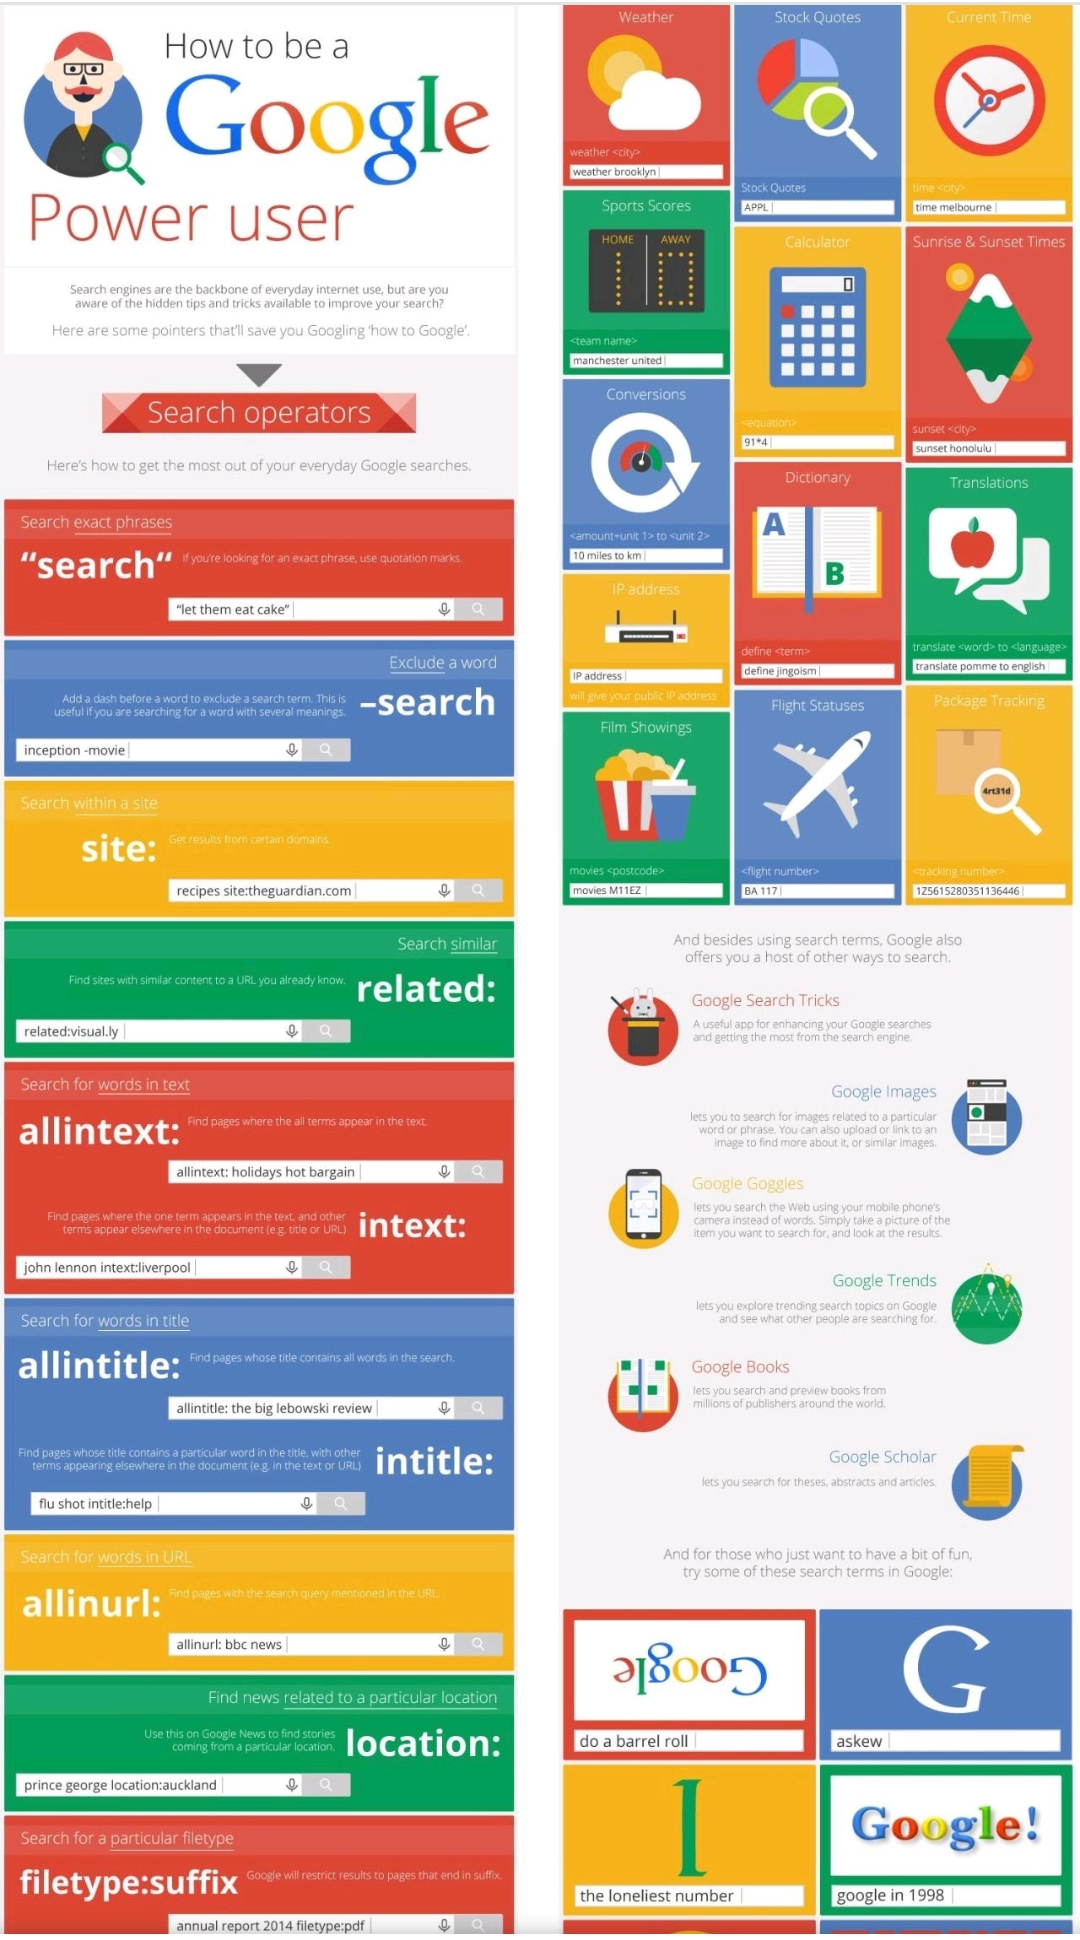 How to be a
Google
Power user
Search engines are the backbone of everyday internet use, but are you
aware of the hidden tips and tricks available to improve your search?
Here are some pointers that'll save you Googling 'how to Google'.
Search operators
Here's how to get the most out of your everyday Google searches.
Search exact phrases
“search“
If you're looking for an exact phrase, use quotation marks.
“let them eat cake”
Exclude a word
Add a dash before a word to exclude a search term. This is
useful if you are searching for a word with several meanings.
–search
inception -movie
Search within a site
site:
Get results from certain domains.
recipes site:theguardian.com
Search similar
Find sites with similar content to a URL you already know.
related:
related:visual.ly
Search for words in text
allintext:
Find pages where the all terms appear in the text.
allintext: holidays hot bargain
Find pages where the one term appears in the text, and other
terms appear elsewhere in the document (e.g. title or URL)
intext:
john lennon intext:liverpool
Search for words in title
allintitle:
Find pages whose title contains all words in the search.
allintitle: the big lebowski review
Find pages whose title contains a particular word in the title, with other
terms appearing elsewhere in the document (e.g. in the text or URL)
intitle:
flu shot intitle:help
Search for words in URL
allinurl:
Find pages with the search query mentioned in the URL.
allinurl: bbc news
Find news related to a particular location
Use this on Google News to find stories
coming from a particular location.
location:
prince george location:auckland
Search for a particular filetype
filetype:suffix
Google will restrict results to pages that end in suffix.
annual report 2014 filetype:pdf
Weather
weather <city>
weather brooklyn
Stock Quotes
Stock Quotes
APPL
Current Time
time <city>
time melbourne
Sports Scores
HOME AWAY
<team name>
manchester united
Calculator
0
<equation>
91*4
Sunrise & Sunset Times
sunset <city>
sunset honolulu
Conversions
<amount+unit 1> to <unit 2>
10 miles to km
Dictionary
A
B
define <term>
define jingoism
Translations
translate <word> to <language>
translate pomme to english
IP address
IP address
will give your public IP address
Film Showings
movies <postcode>
movies M11EZ
Flight Statuses
<flight number>
BA 117
Package Tracking
4rt31d
<tracking number>
1Z5615280351136446
And besides using search terms, Google also
offers you a host of other ways to search.
Google Search Tricks
A useful app for enhancing your Google searches
and getting the most from the search engine.
Google Images
lets you to search for images related to a particular
word or phrase. You can also upload or link to an
image to find more about it, or similar images.
Google Goggles
lets you search the Web using your mobile phone's
camera instead of words. Simply take a picture of the
item you want to search for, and look at the results.
Google Trends
lets you explore trending search topics on Google
and see what other people are searching for.
Google Books
lets you search and preview books from
millions of publishers around the world.
Google Scholar
lets you search for theses, abstracts and articles.
And for those who just want to have a bit of fun,
try some of these search terms in Google:
Google
do a barrel roll
G
askew
1
the loneliest number
Google!
google in 1998